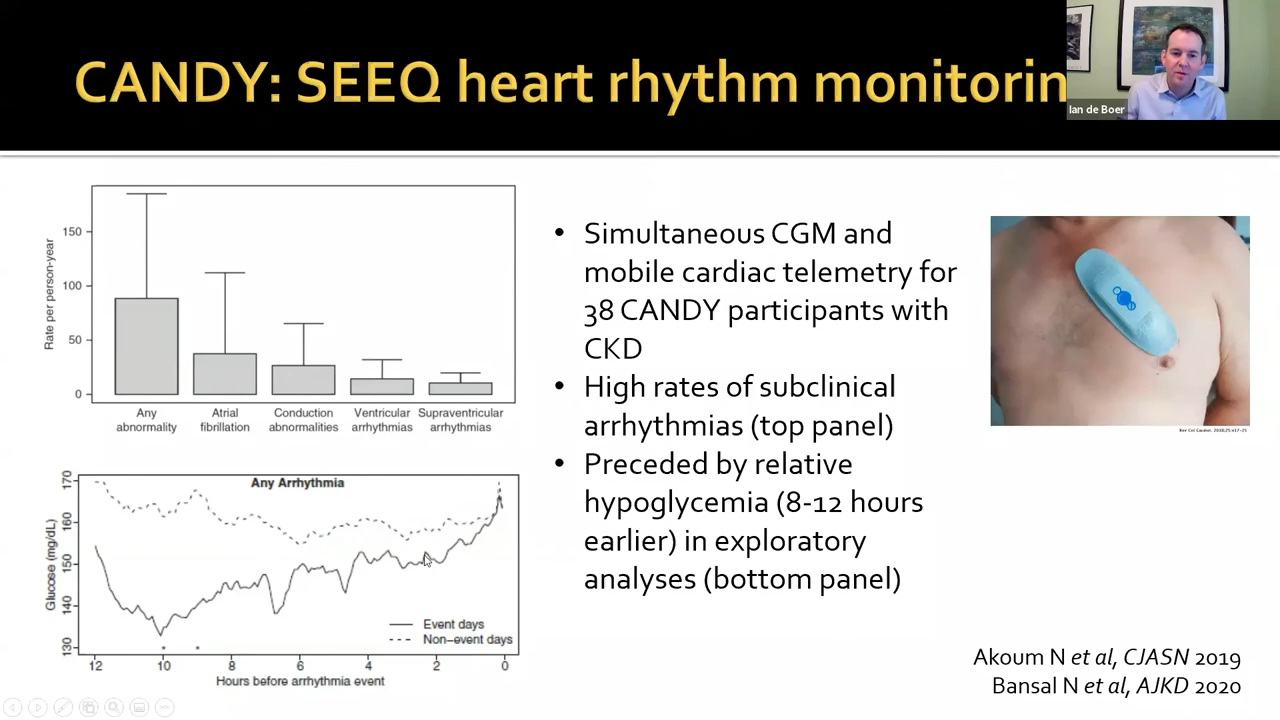 CANDY: SEEQ heart rhythm monitorin
Ian de Boer
Rate per person-year
150
100
50
0
Any abnormality
Atrial fibrillation
Conduction abnormalities
Ventricular arrhythmias
Supraventricular arrhythmias
Any Arrhythmia
Glucose (mg/dL)
170
160
150
140
130
Event days
Non-event days
12 10 8 6 4 2 0
Hours before arrhythmia event
• Simultaneous CGM and
mobile cardiac telemetry for
38 CANDY participants with
CKD
• High rates of subclinical
arrhythmias (top panel)
• Preceded by relative
hypoglycemia (8-12 hours
earlier) in exploratory
analyses (bottom panel)
Akoum N et al, CJASN 2019
Bansal N et al, AJKD 2020